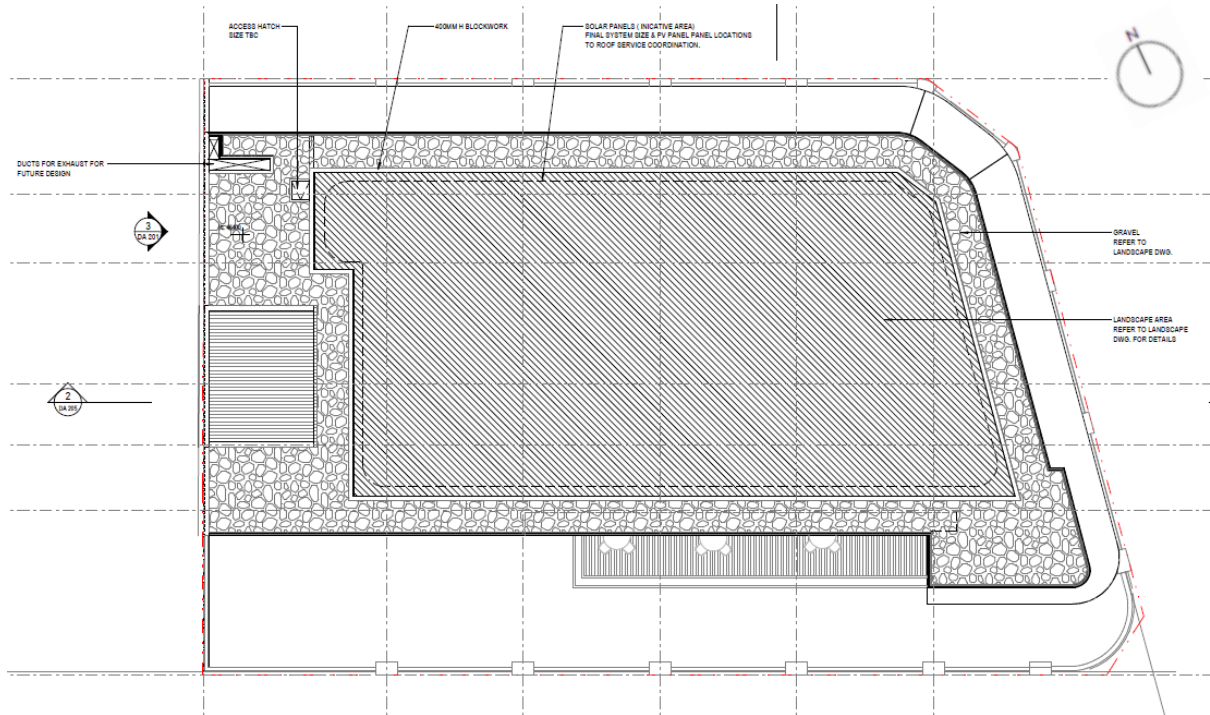 ACCESS HATCH
SIZE TBC
400MM H BLOCKWORK
SOLAR PANELS ( INICATIVE AREA)
FINAL SYSTEM SIZE & PV PANEL PANEL LOCATIONS
TO ROOF SERVICE COORDINATION.
N
DUCTS FOR EXHAUST FOR
FUTURE DESIGN
3
DA 201
GRAVEL
REFER TO
LANDSCAPE DWG.
LANDSCAPE AREA
REFER TO LANDSCAPE
DWG. FOR DETAILS
2